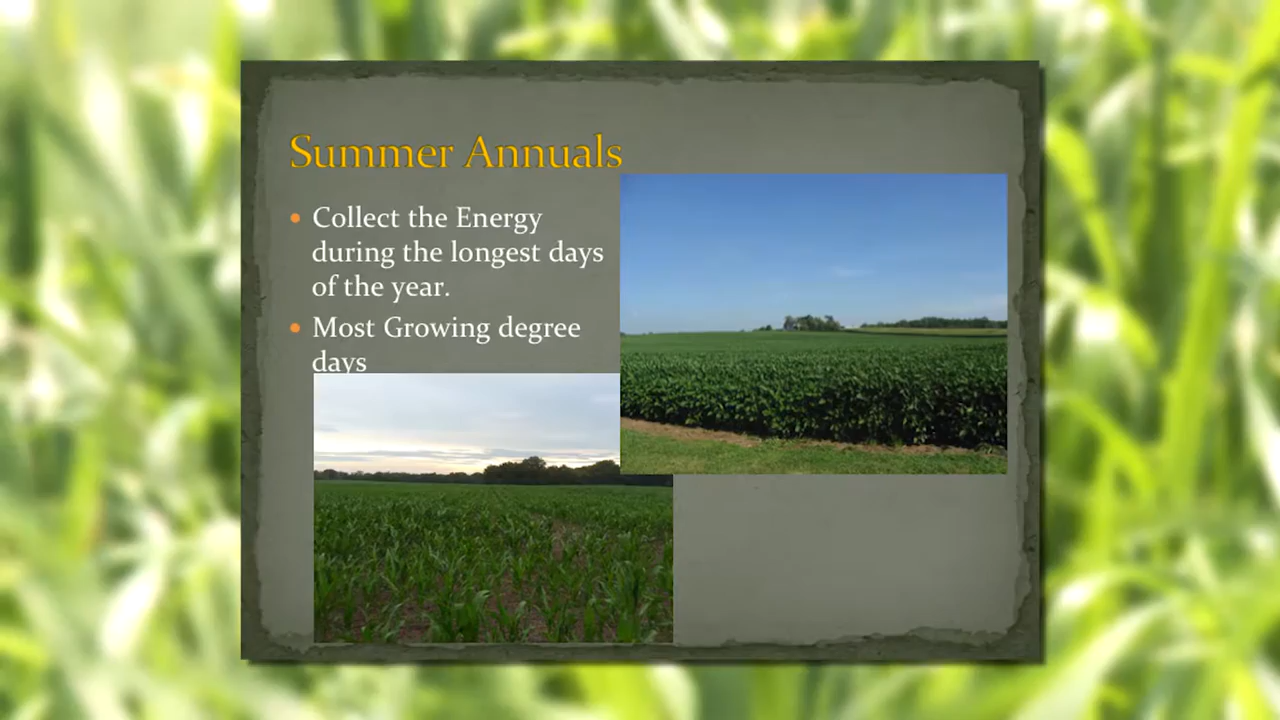 Summer Annuals
• Collect the Energy
during the longest days
of the year.
• Most Growing degree
days